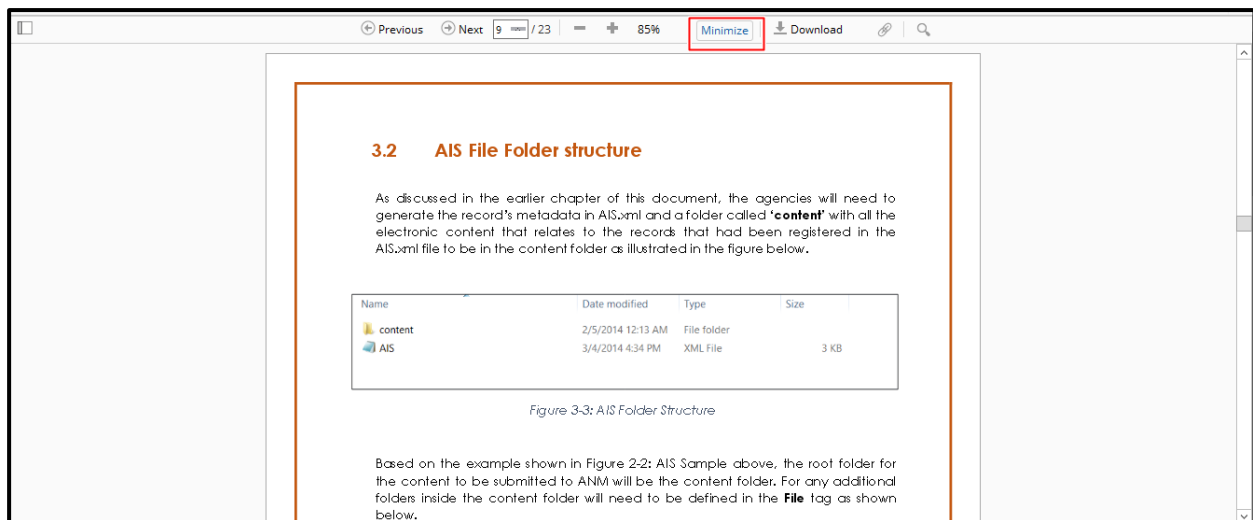 Previous Next 9 / 23 85% Minimize Download
3.2 AIS File Folder structure
As discussed in the earlier chapter of this document, the agencies will need to
generate the record's metadata in AIS.xml and a folder called 'content' with all the
electronic content that relates to the records that had been registered in the
AIS.xml file to be in the content folder as illustrated in the figure below.
Name Date modified Type Size
content 2/5/2014 12:13 AM File folder
AIS 3/4/2014 4:34 PM XML File 3 KB
Figure 3-3: AIS Folder Structure
Based on the example shown in Figure 2-2: AIS Sample above, the root folder for
the content to be submitted to ANM will be the content folder. For any additional
folders inside the content folder will need to be defined in the File tag as shown
below.